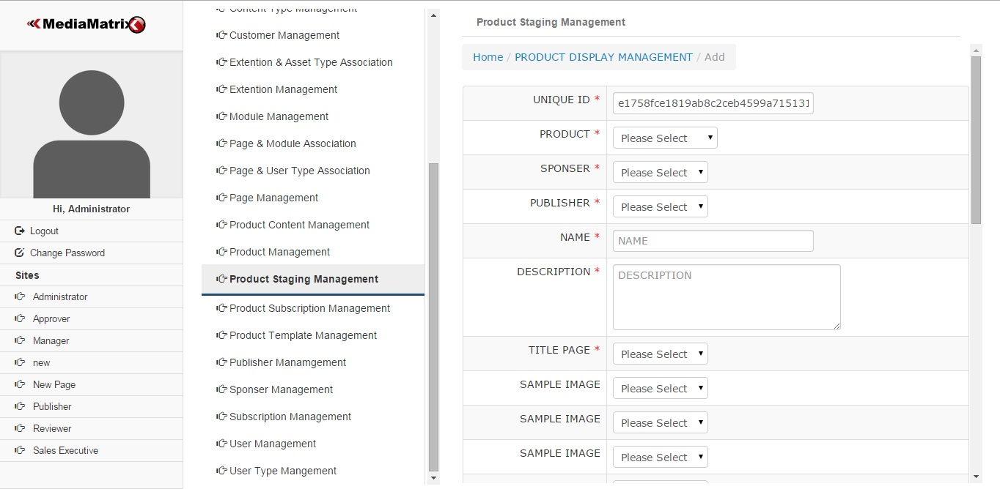 MediaMatrix
Hi, Administrator
Logout
Change Password
Sites
Administrator
Approver
Manager
new
New Page
Publisher
Reviewer
Sales Executive
Content Type Management
Customer Management
Extention & Asset Type Association
Extention Management
Module Management
Page & Module Association
Page & User Type Association
Page Management
Product Content Management
Product Management
Product Staging Management
Product Subscription Management
Product Template Management
Publisher Manamgement
Sponser Management
Subscription Management
User Management
User Type Mangement
Product Staging Management
Home / PRODUCT DISPLAY MANAGEMENT / Add
UNIQUE ID * e1758fce1819ab8c2ceb4599a715131
PRODUCT * Please Select
SPONSER * Please Select
PUBLISHER * Please Select
NAME * NAME
DESCRIPTION * DESCRIPTION
TITLE PAGE * Please Select
SAMPLE IMAGE Please Select
SAMPLE IMAGE Please Select
SAMPLE IMAGE Please Select